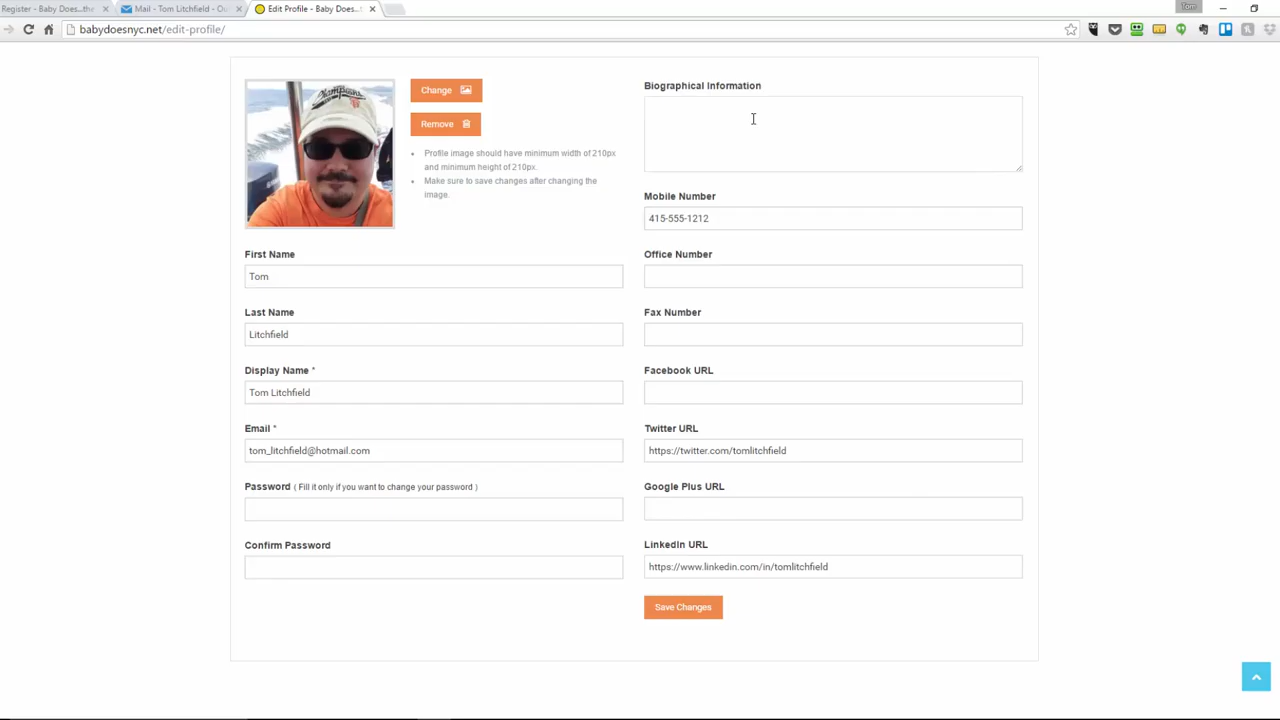 Register - Baby Does...the
Mail - Tom Litchfield - Ou
Edit Profile - Baby Does...
Tom
babydoesnyc.net/edit-profile/
Change
Remove
• Profile image should have minimum width of 210px
and minimum height of 210px.
• Make sure to save changes after changing the
image.
First Name
Tom
Last Name
Litchfield
Display Name *
Tom Litchfield
Email *
tom_litchfield@hotmail.com
Password ( Fill it only if you want to change your password )
Confirm Password
Biographical Information
Mobile Number
415-555-1212
Office Number
Fax Number
Facebook URL
Twitter URL
https://twitter.com/tomlitchfield
Google Plus URL
LinkedIn URL
https://www.linkedin.com/in/tomlitchfield
Save Changes